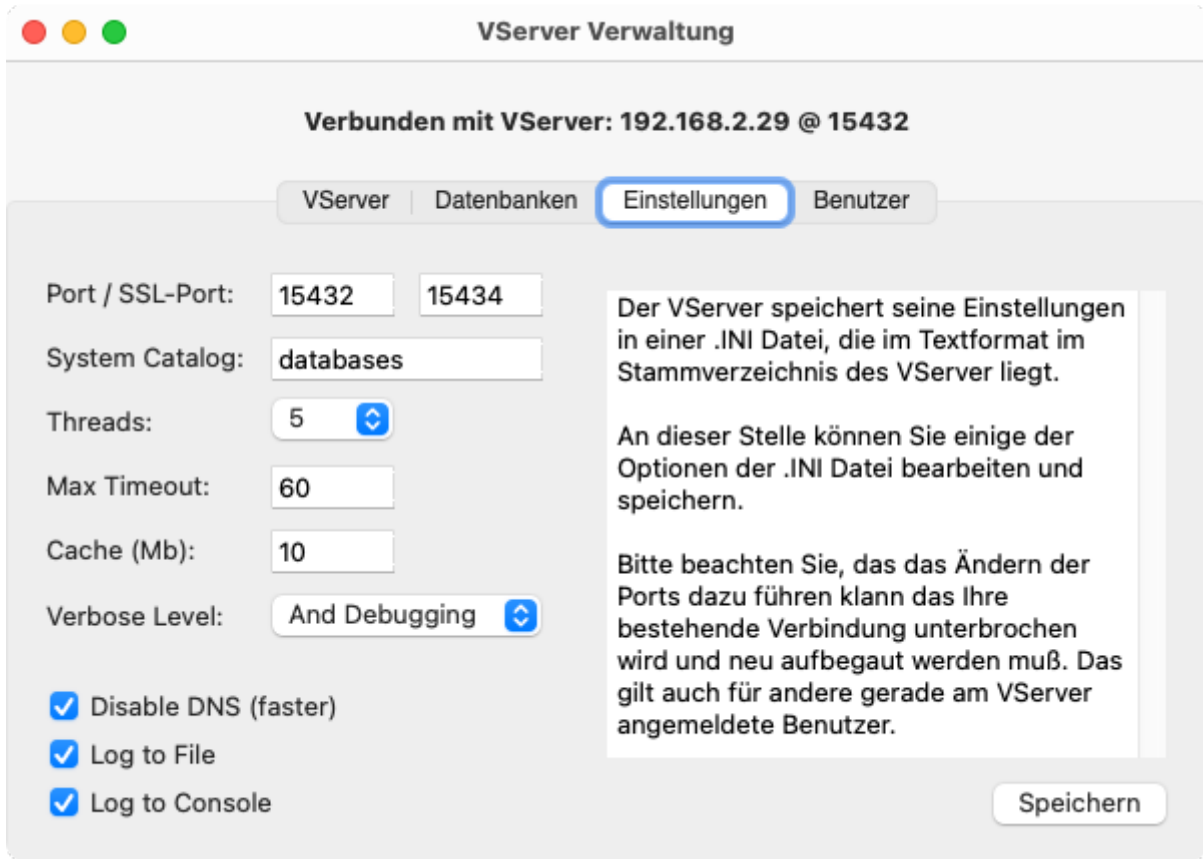 VServer Verwaltung
Verbunden mit VServer: 192.168.2.29 @ 15432
VServer Datenbanken Einstellungen Benutzer
Port / SSL-Port: 15432 15434
System Catalog: databases
Threads: 5
Max Timeout: 60
Cache (Mb): 10
Verbose Level: And Debugging
Disable DNS (faster)
Log to File
Log to Console
Der VServer speichert seine Einstellungen
in einer .INI Datei, die im Textformat im
Stammverzeichnis des VServer liegt.
An dieser Stelle können Sie einige der
Optionen der .INI Datei bearbeiten und
speichern.
Bitte beachten Sie, das das Ändern der
Ports dazu führen klann das Ihre
bestehende Verbindung unterbrochen
wird und neu aufbegaut werden muß. Das
gilt auch für andere gerade am VServer
angemeldete Benutzer.
Speichern